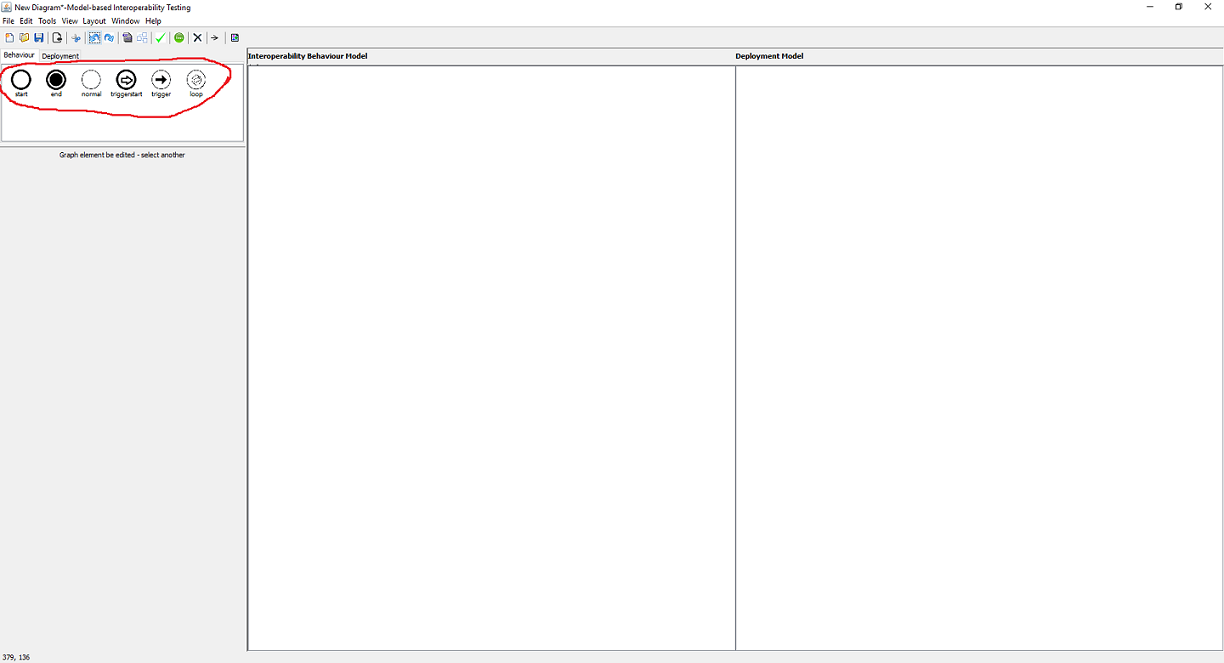 New Diagram*-Model-based Interoperability Testing
File Edit Tools View Layout Window Help
Behaviour Deployment
start end normal triggerstart trigger loop
Graph element be edited - select another
Interoperability Behaviour Model
Deployment Model
379, 136